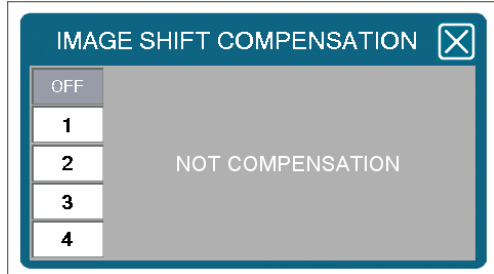 IMAGE SHIFT COMPENSATION
OFF
1
2
NOT COMPENSATION
3
4